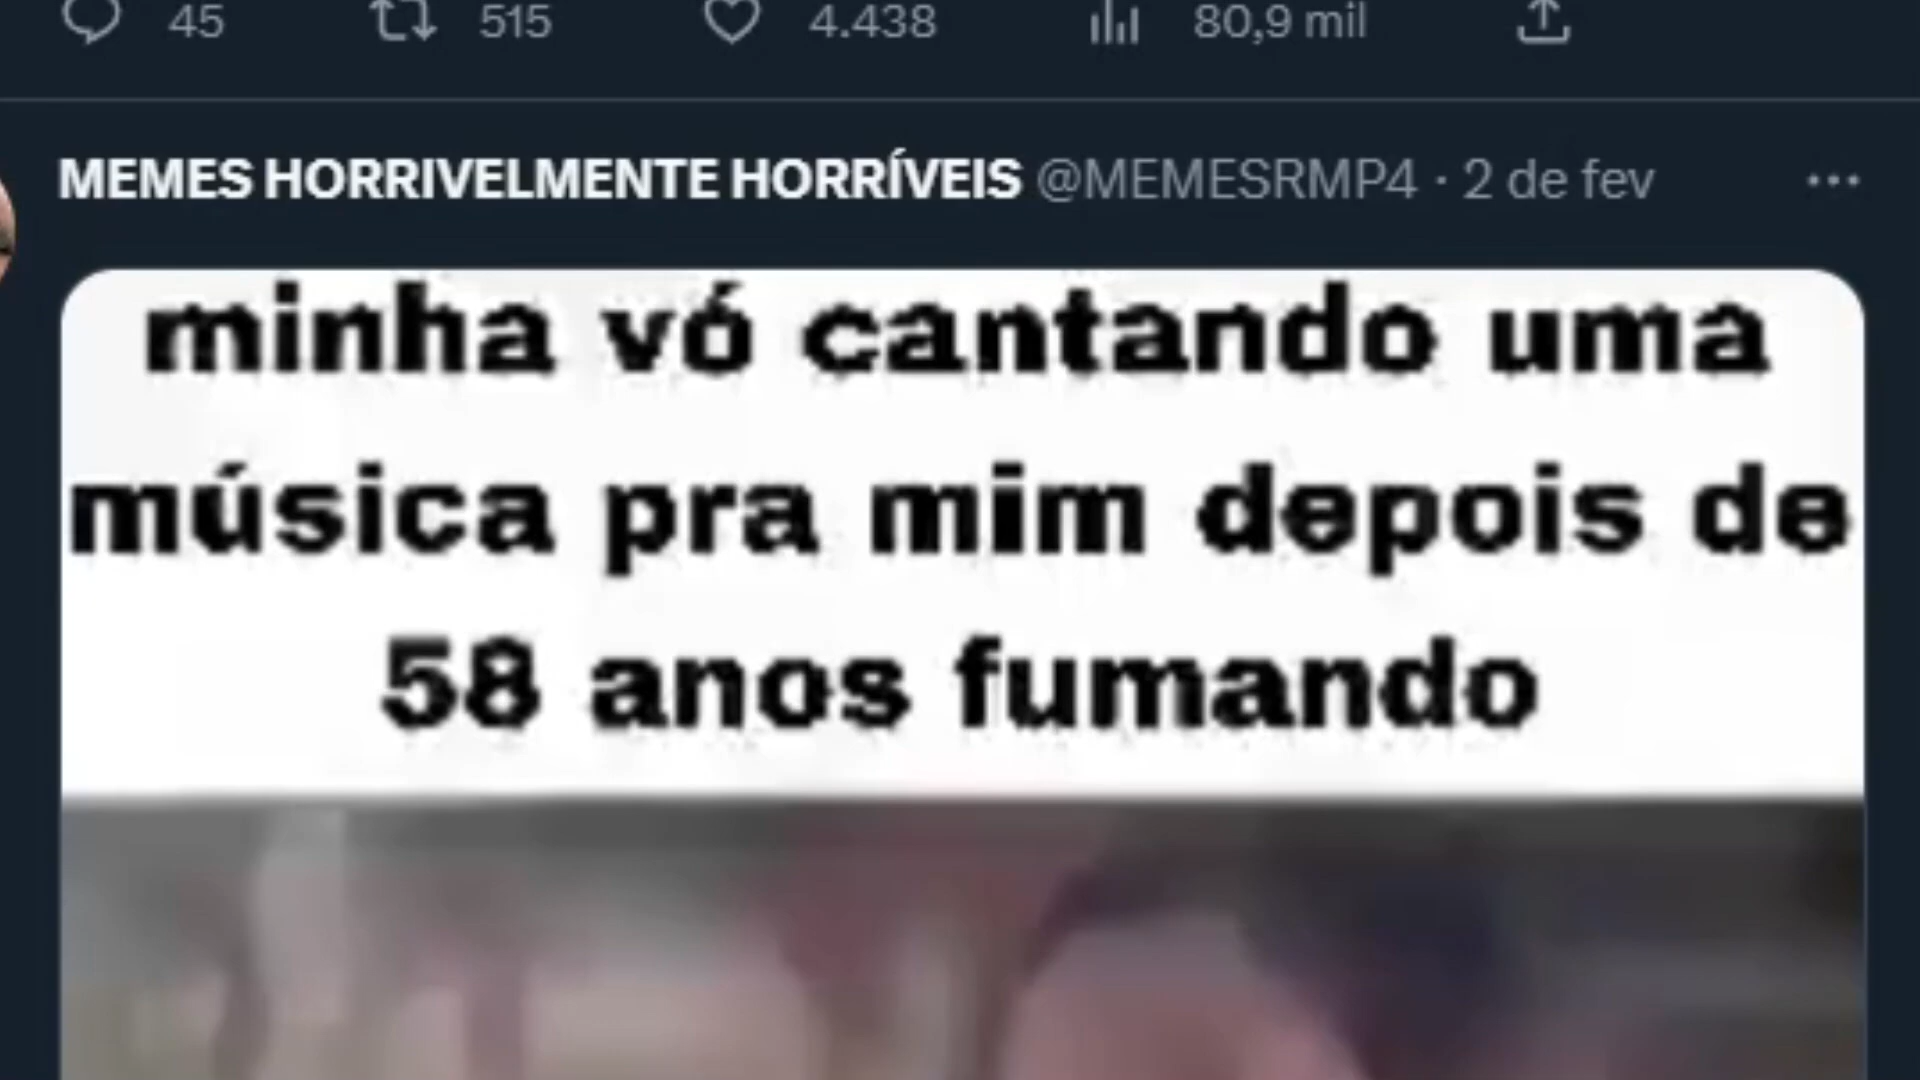 45 515 4.438 80,9 mil
MEMES HORRIVELMENTE HORRÍVEIS @MEMESRMP4 · 2 de fev
minha vó cantando uma
música pra mim depois de
58 anos fumando